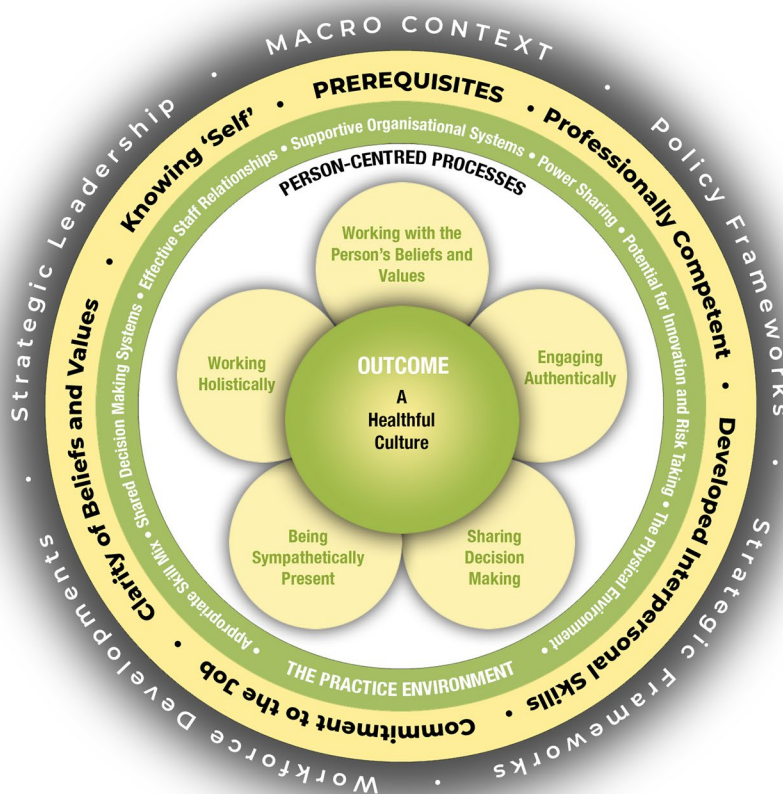 MACRO CONTEXT • Policy Frameworks • Strategic Frameworks • Workforce Developments • Strategic Leadership •
PREREQUISITES • Professionally Competent • Developed Interpersonal Skills • Commitment to the Job • Clarity of Beliefs and Values • Knowing ‘Self’ •
• Appropriate Skill Mix • Shared Decision Making Systems • Effective Staff Relationships • Supportive Organisational Systems • Power Sharing • Potential for Innovation and Risk Taking • The Physical Environment •
THE PRACTICE ENVIRONMENT
PERSON-CENTRED PROCESSES
Working with the
Person’s Beliefs and
Values
Engaging
Authentically
Sharing
Decision
Making
Being
Sympathetically
Present
Working
Holistically
OUTCOME
A
Healthful
Culture